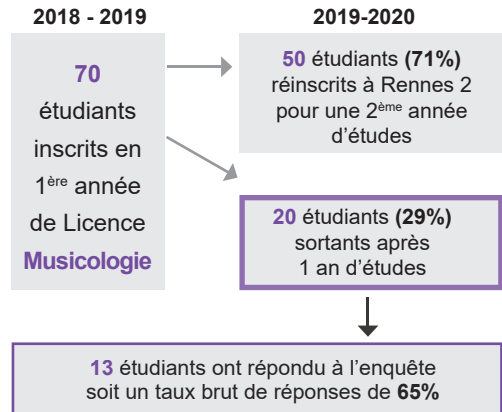 2018 - 2019
2019-2020
70
étudiants
inscrits en
1ère année
de Licence
Musicologie
50 étudiants (71%)
réinscrits à Rennes 2
pour une 2ème année
d’études
20 étudiants (29%)
sortants après
1 an d’études
13 étudiants ont répondu à l’enquête
soit un taux brut de réponses de 65%